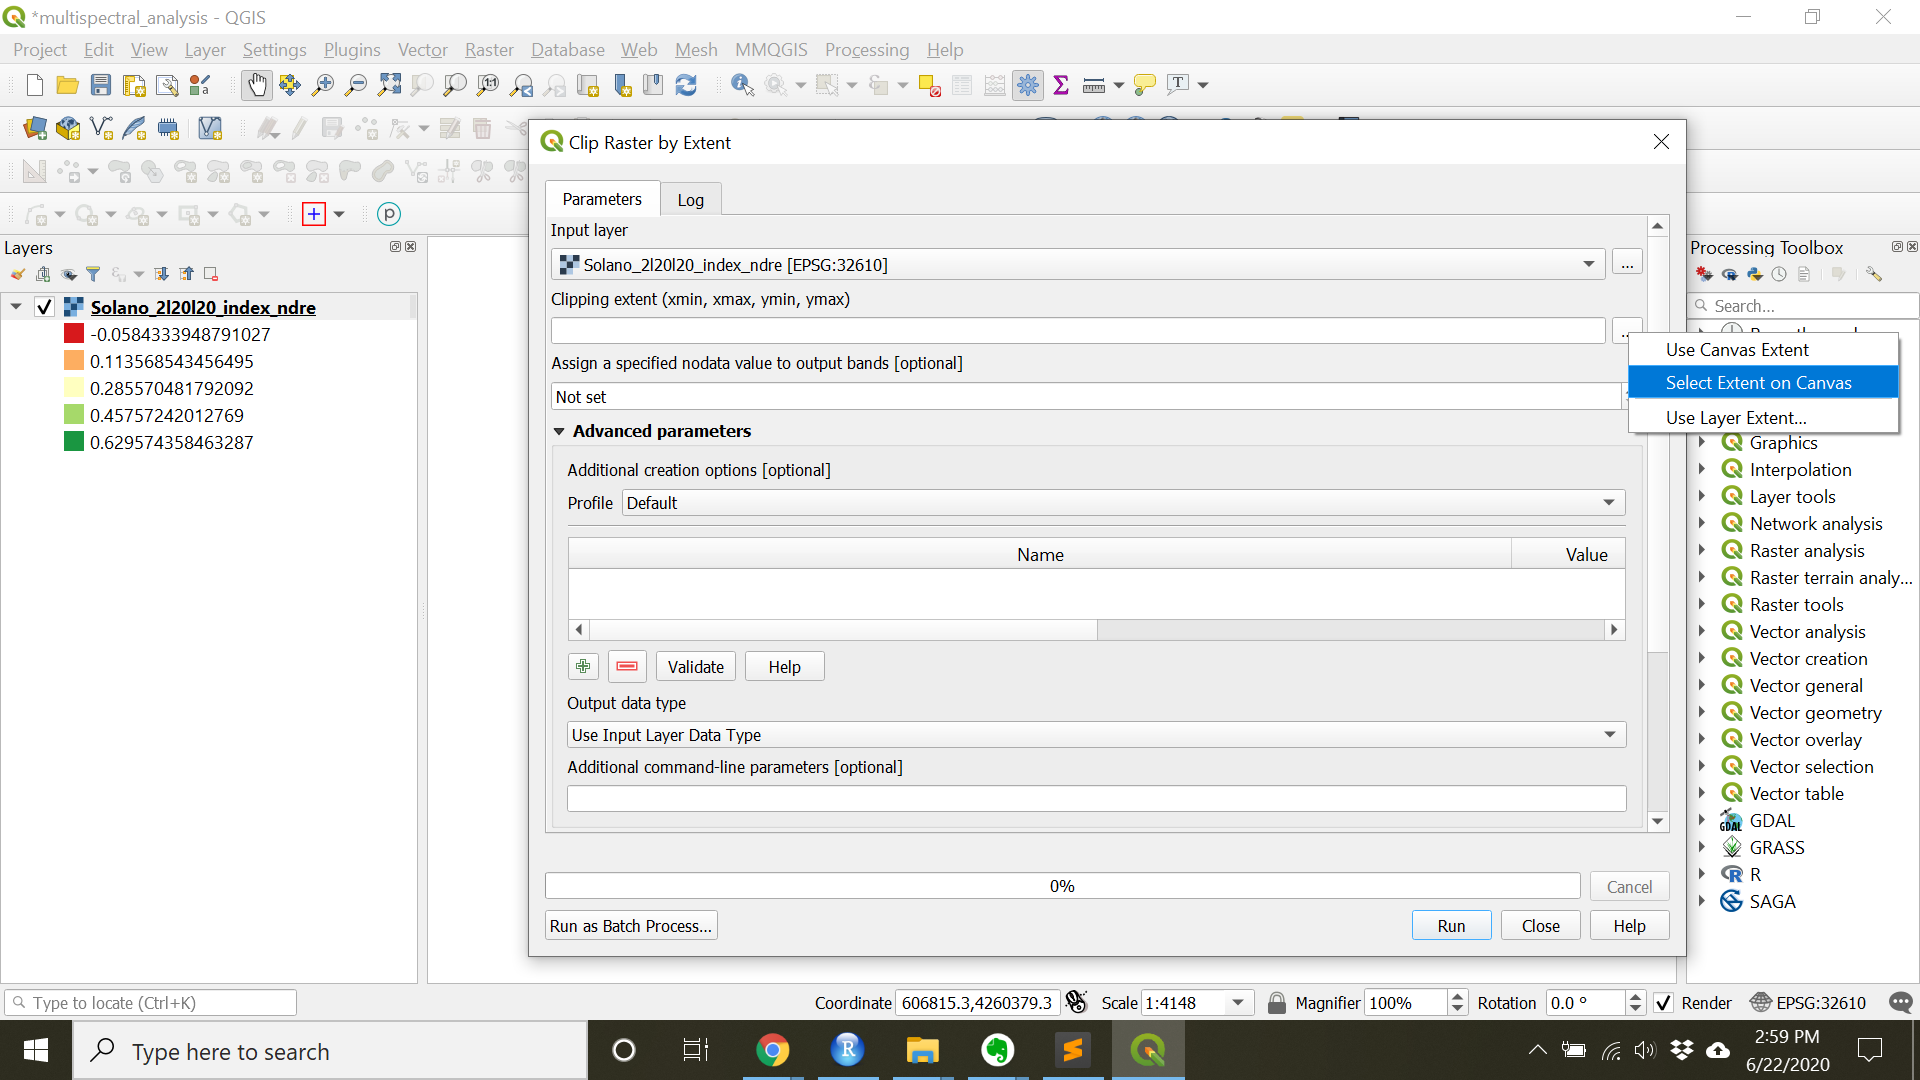 *multispectral_analysis - QGIS
Project Edit View Layer Settings Plugins Vector Raster Database Web Mesh MMQGIS Processing Help
Clip Raster by Extent
Parameters Log
Input layer
Solano_2l20l20_index_ndre [EPSG:32610] ...
Clipping extent (xmin, xmax, ymin, ymax)
Assign a specified nodata value to output bands [optional]
Not set
Advanced parameters
Additional creation options [optional]
Profile Default
Name Value
Validate Help
Output data type
Use Input Layer Data Type
Additional command-line parameters [optional]
0% Cancel
Run as Batch Process... Run Close Help
Use Canvas Extent
Select Extent on Canvas
Use Layer Extent...
Layers
Solano_2l20l20_index_ndre
-0.0584333948791027
0.113568543456495
0.285570481792092
0.45757242012769
0.629574358463287
Processing Toolbox
Search...
Graphics
Interpolation
Layer tools
Network analysis
Raster analysis
Raster terrain analy...
Raster tools
Vector analysis
Vector creation
Vector general
Vector geometry
Vector overlay
Vector selection
Vector table
GDAL
GRASS
R
SAGA
Type to locate (Ctrl+K) Coordinate 606815.3,4260379.3 Scale 1:4148 Magnifier 100% Rotation 0.0 ° Render EPSG:32610
Type here to search
2:59 PM
6/22/2020